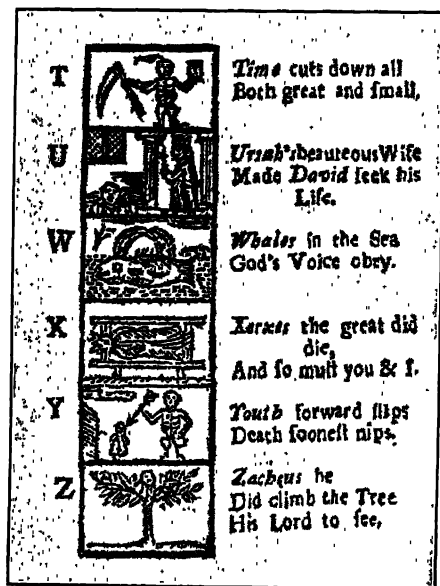 T
Time cuts down all
Both great and ſmall.
U
Uriah's beauteous Wife
Made David ſeek his
Life.
W
Whales in the Sea
God's Voice obey.
X
Xerxes the great did
die,
And ſo muſt you & I.
Y
Youth forward ſlips
Death ſooneſt nips.
Z
Zacheus he
Did climb the Tree
His Lord to ſee,